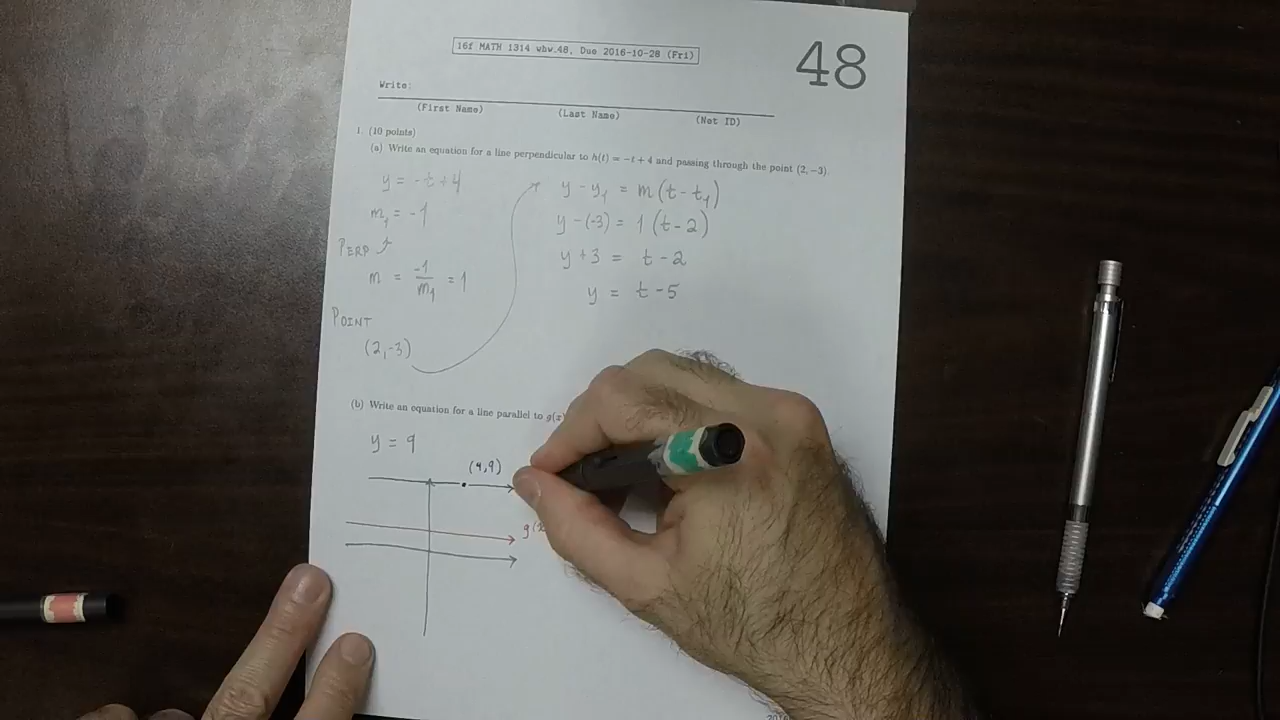 16f MATH 1314 whw.48, Due 2016-10-28 (Fri)
48
Write:
(First Name) (Last Name) (Net ID)
1. (10 points)
(a) Write an equation for a line perpendicular to h(t) = −t + 4 and passing through the point (2, −3).
y = -t+4
m₁ = -1
PERP
m = -1/m₁ = 1
POINT
(2,-3)
y - y₁ = m(t - t₁)
y -(-3) = 1(t-2)
y +3 = t-2
y = t-5
(b) Write an equation for a line parallel to g(x)
y = 9
(4,9)